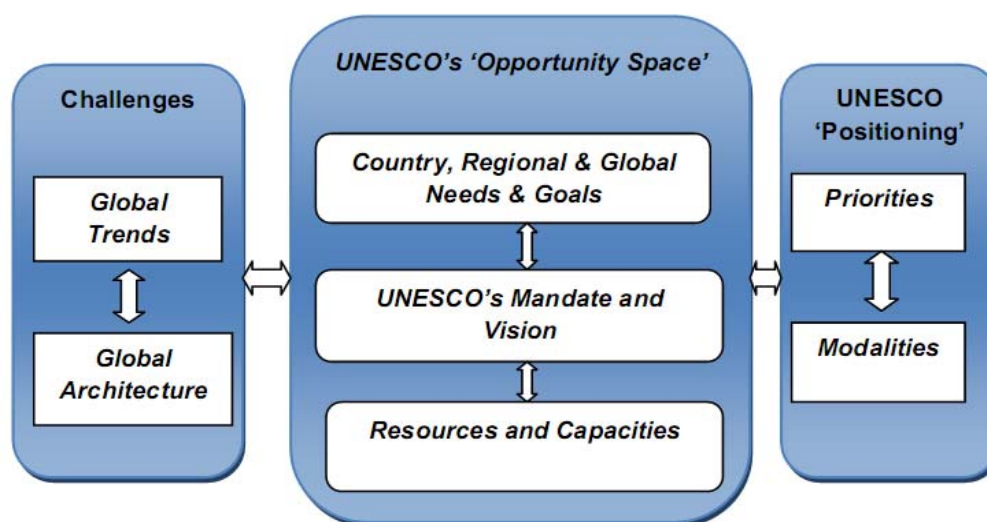 Challenges
Global
Trends
Global
Architecture
UNESCO's 'Opportunity Space'
Country, Regional & Global
Needs & Goals
UNESCO's Mandate and
Vision
Resources and Capacities
UNESCO
'Positioning'
Priorities
Modalities